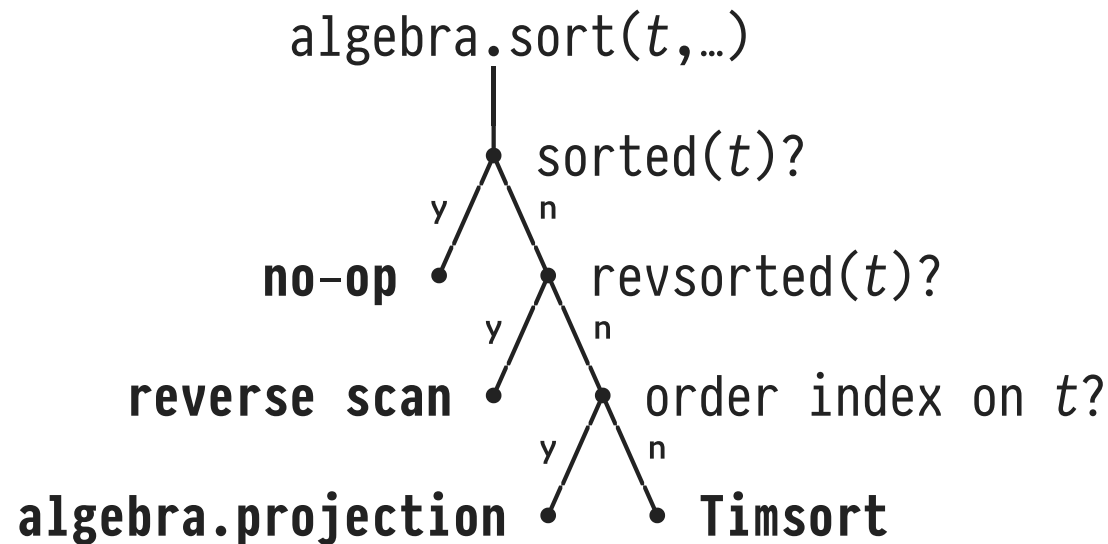 algebra.sort(t,…)
sorted(t)?
y n
no-op revsorted(t)?
y n
reverse scan order index on t?
y n
algebra.projection Timsort